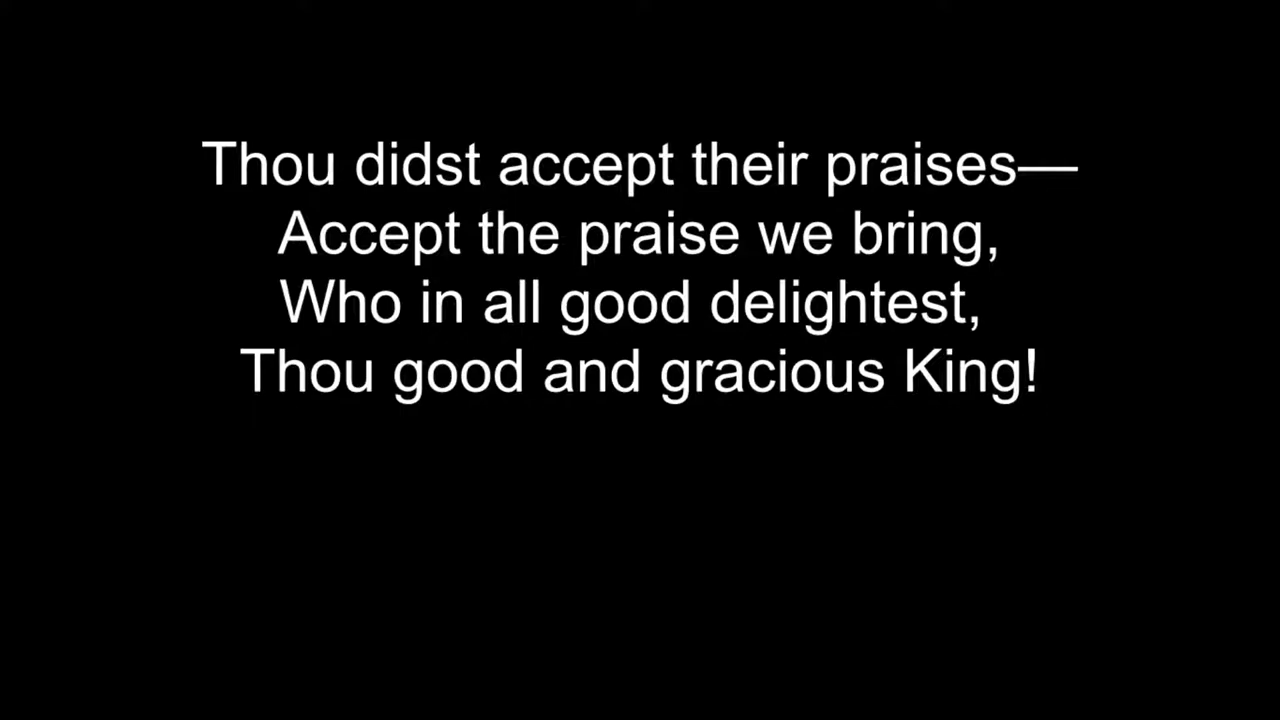 Thou didst accept their praises—
Accept the praise we bring,
Who in all good delightest,
Thou good and gracious King!